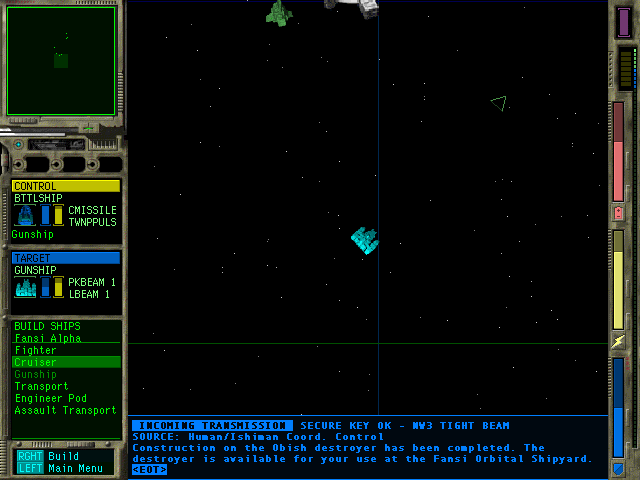 CONTROL
BTTLSHIP
CMISSILE
TWNPPULS
Gunship
TARGET
GUNSHIP
PKBEAM 1
LBEAM 1
BUILD SHIPS
Fansi Alpha
Fighter
Cruiser
Gunship
Transport
Engineer Pod
Assault Transport
RGHT Build
LEFT Main Menu
INCOMING TRANSMISSION SECURE KEY OK - NW3 TIGHT BEAM
SOURCE: Human/Ishiman Coord. Control
Construction on the Obish destroyer has been completed. The
destroyer is available for your use at the Fansi Orbital Shipyard.
<EOT>